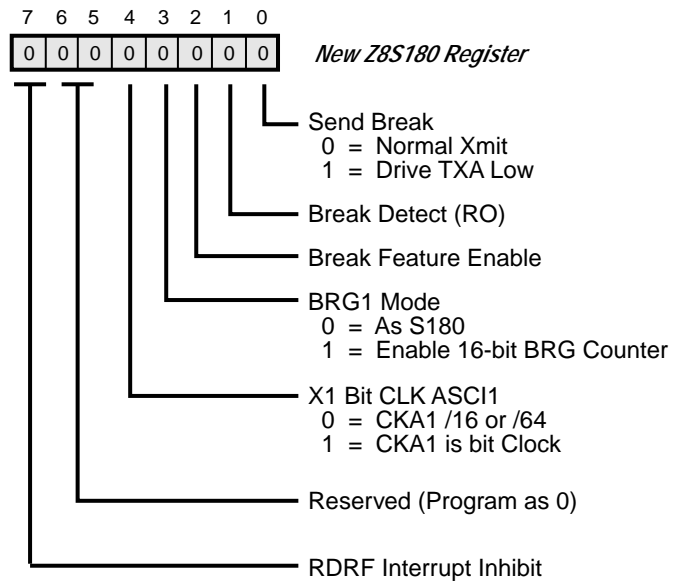 7 6 5 4 3 2 1 0
0 0 0 0 0 0 0 0
New Z8S180 Register
Send Break
0 = Normal Xmit
1 = Drive TXA Low
Break Detect (RO)
Break Feature Enable
BRG1 Mode
0 = As S180
1 = Enable 16-bit BRG Counter
X1 Bit CLK ASCI1
0 = CKA1 /16 or /64
1 = CKA1 is bit Clock
Reserved (Program as 0)
RDRF Interrupt Inhibit